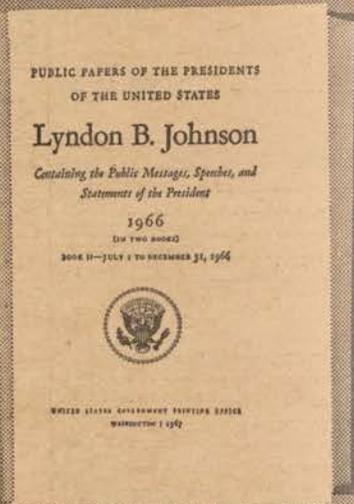 PUBLIC PAPERS OF THE PRESIDENTS
OF THE UNITED STATES
Lyndon B. Johnson
Containing the Public Messages, Speeches, and
Statements of the President
1966
(IN TWO BOOKS)
BOOK II—JULY 1 TO DECEMBER 31, 1966
UNITED STATES GOVERNMENT PRINTING OFFICE
WASHINGTON : 1967